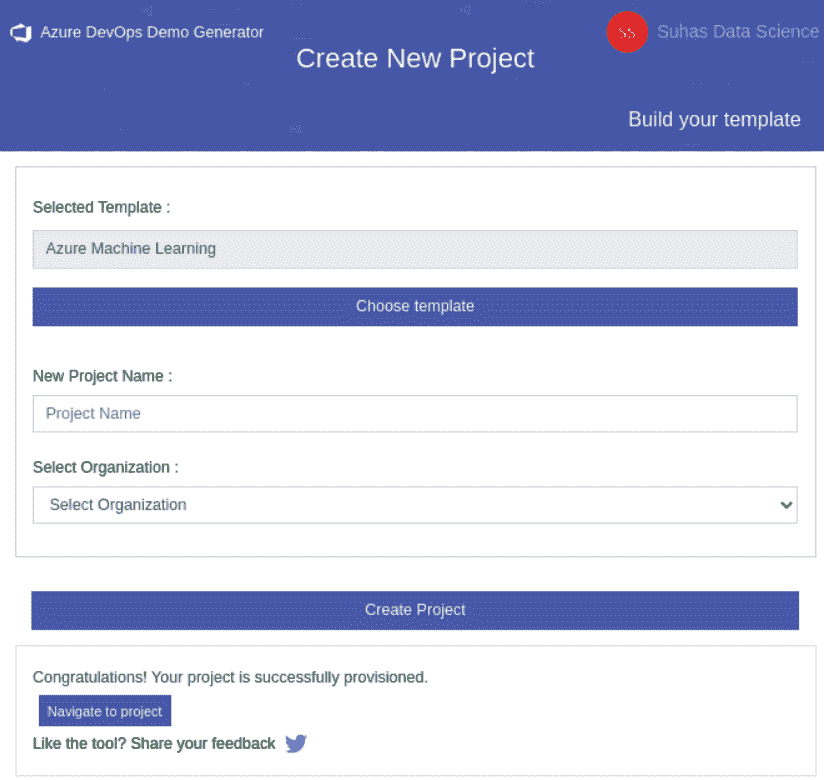 Azure DevOps Demo Generator
SS Suhas Data Science
Create New Project
Build your template
Selected Template :
Azure Machine Learning
Choose template
New Project Name :
Project Name
Select Organization :
Select Organization
Create Project
Congratulations! Your project is successfully provisioned.
Navigate to project
Like the tool? Share your feedback